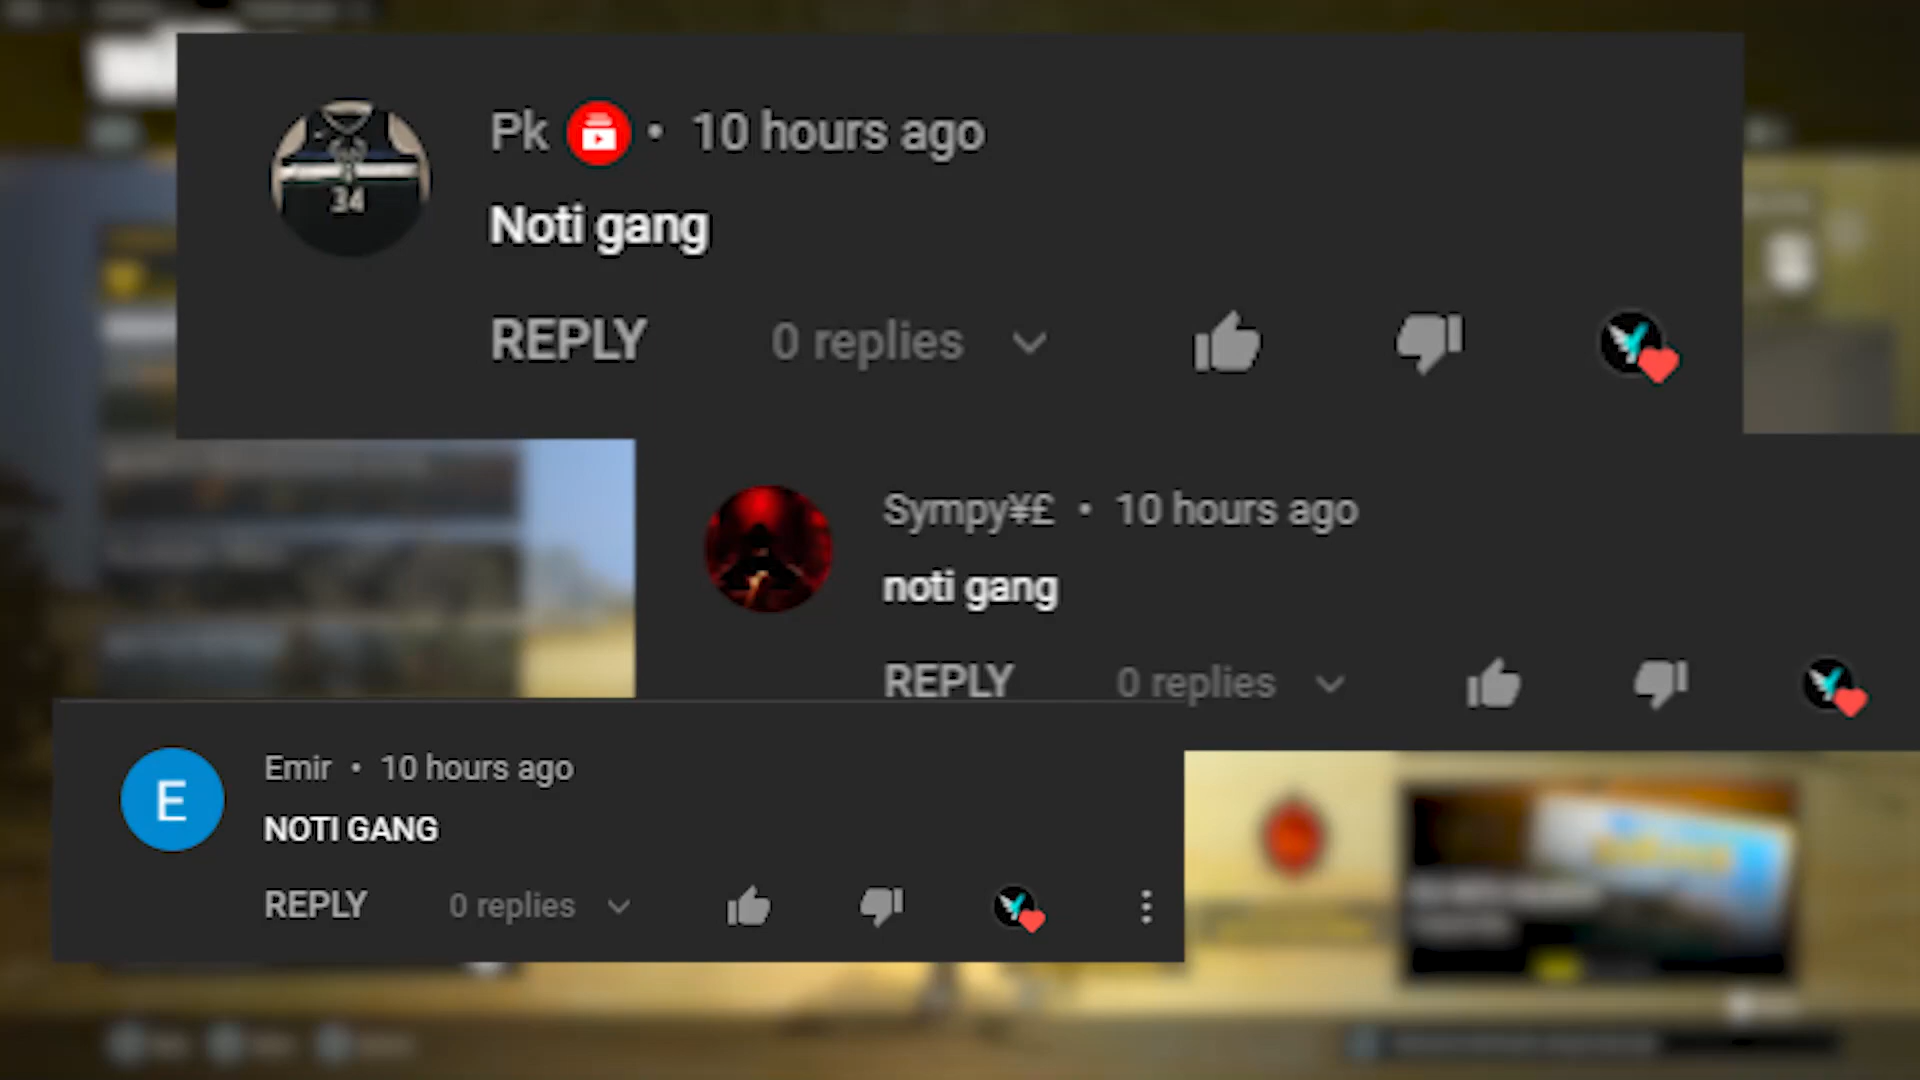 Pk • 10 hours ago
Noti gang
REPLY 0 replies
34
Sympy¥£ • 10 hours ago
noti gang
REPLY 0 replies
E
Emir • 10 hours ago
NOTI GANG
REPLY 0 replies